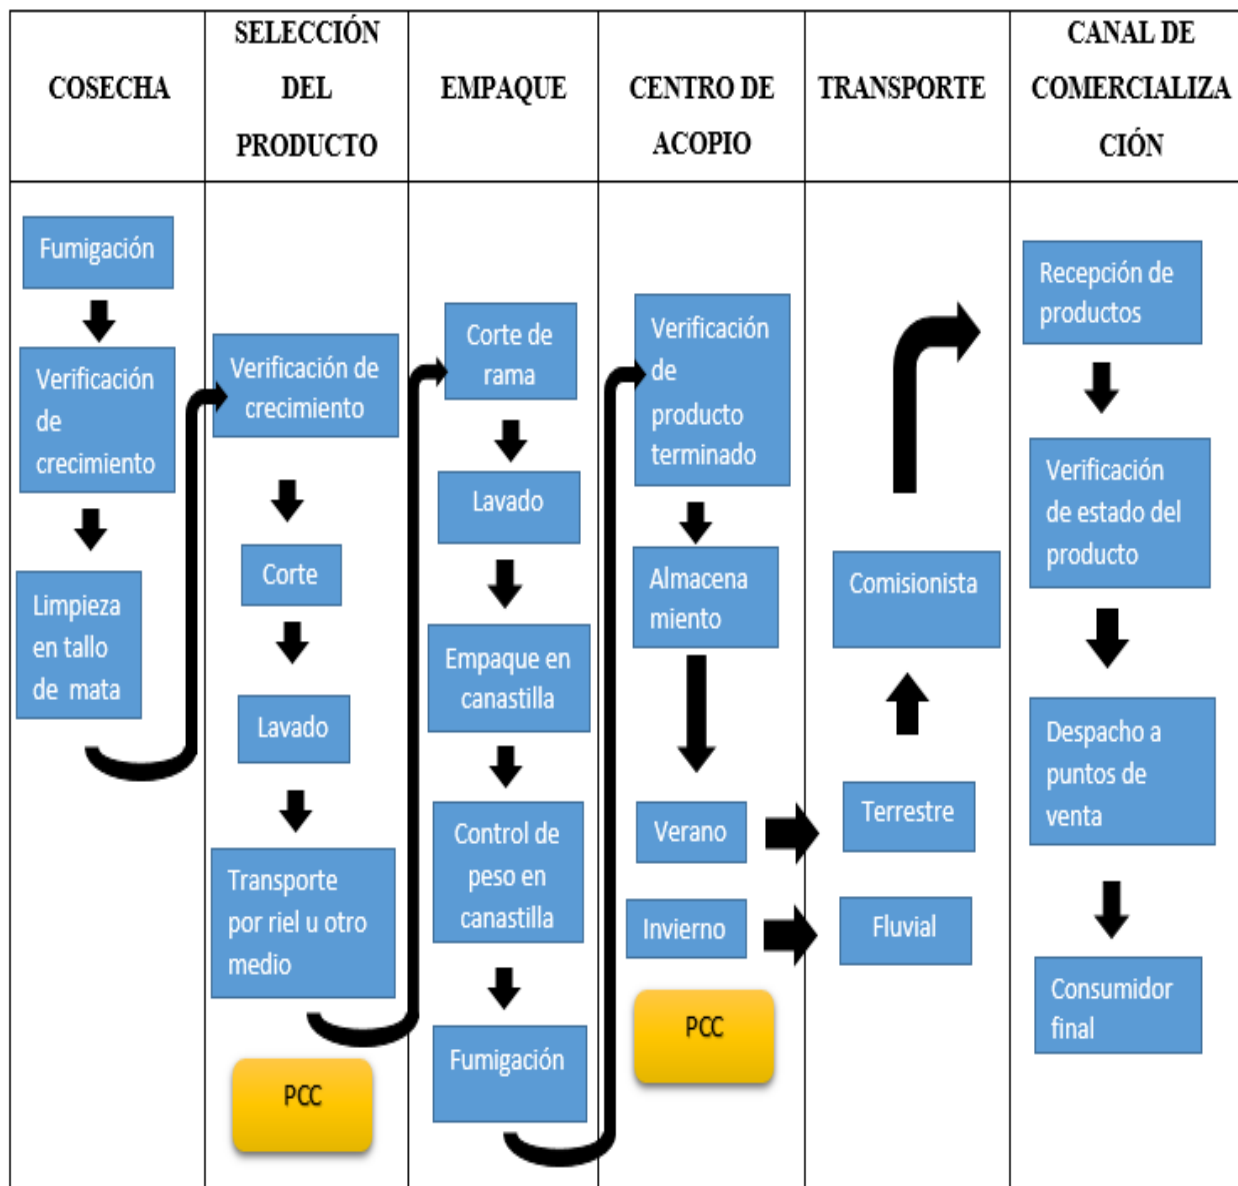 COSECHA
SELECCIÓN
DEL
PRODUCTO
EMPAQUE
CENTRO DE
ACOPIO
TRANSPORTE
CANAL DE
COMERCIALIZA
CIÓN
Fumigación
Verificación
de
crecimiento
Limpieza
en tallo
de mata
Verificación de
crecimiento
Corte
Lavado
Transporte
por riel u otro
medio
PCC
Corte de
rama
Lavado
Empaque en
canastilla
Control de
peso en
canastilla
Fumigación
Verificación
de
producto
terminado
Almacena
miento
Verano
Invierno
PCC
Comisionista
Terrestre
Fluvial
Recepción de
productos
Verificación
de estado del
producto
Despacho a
puntos de
venta
Consumidor
final